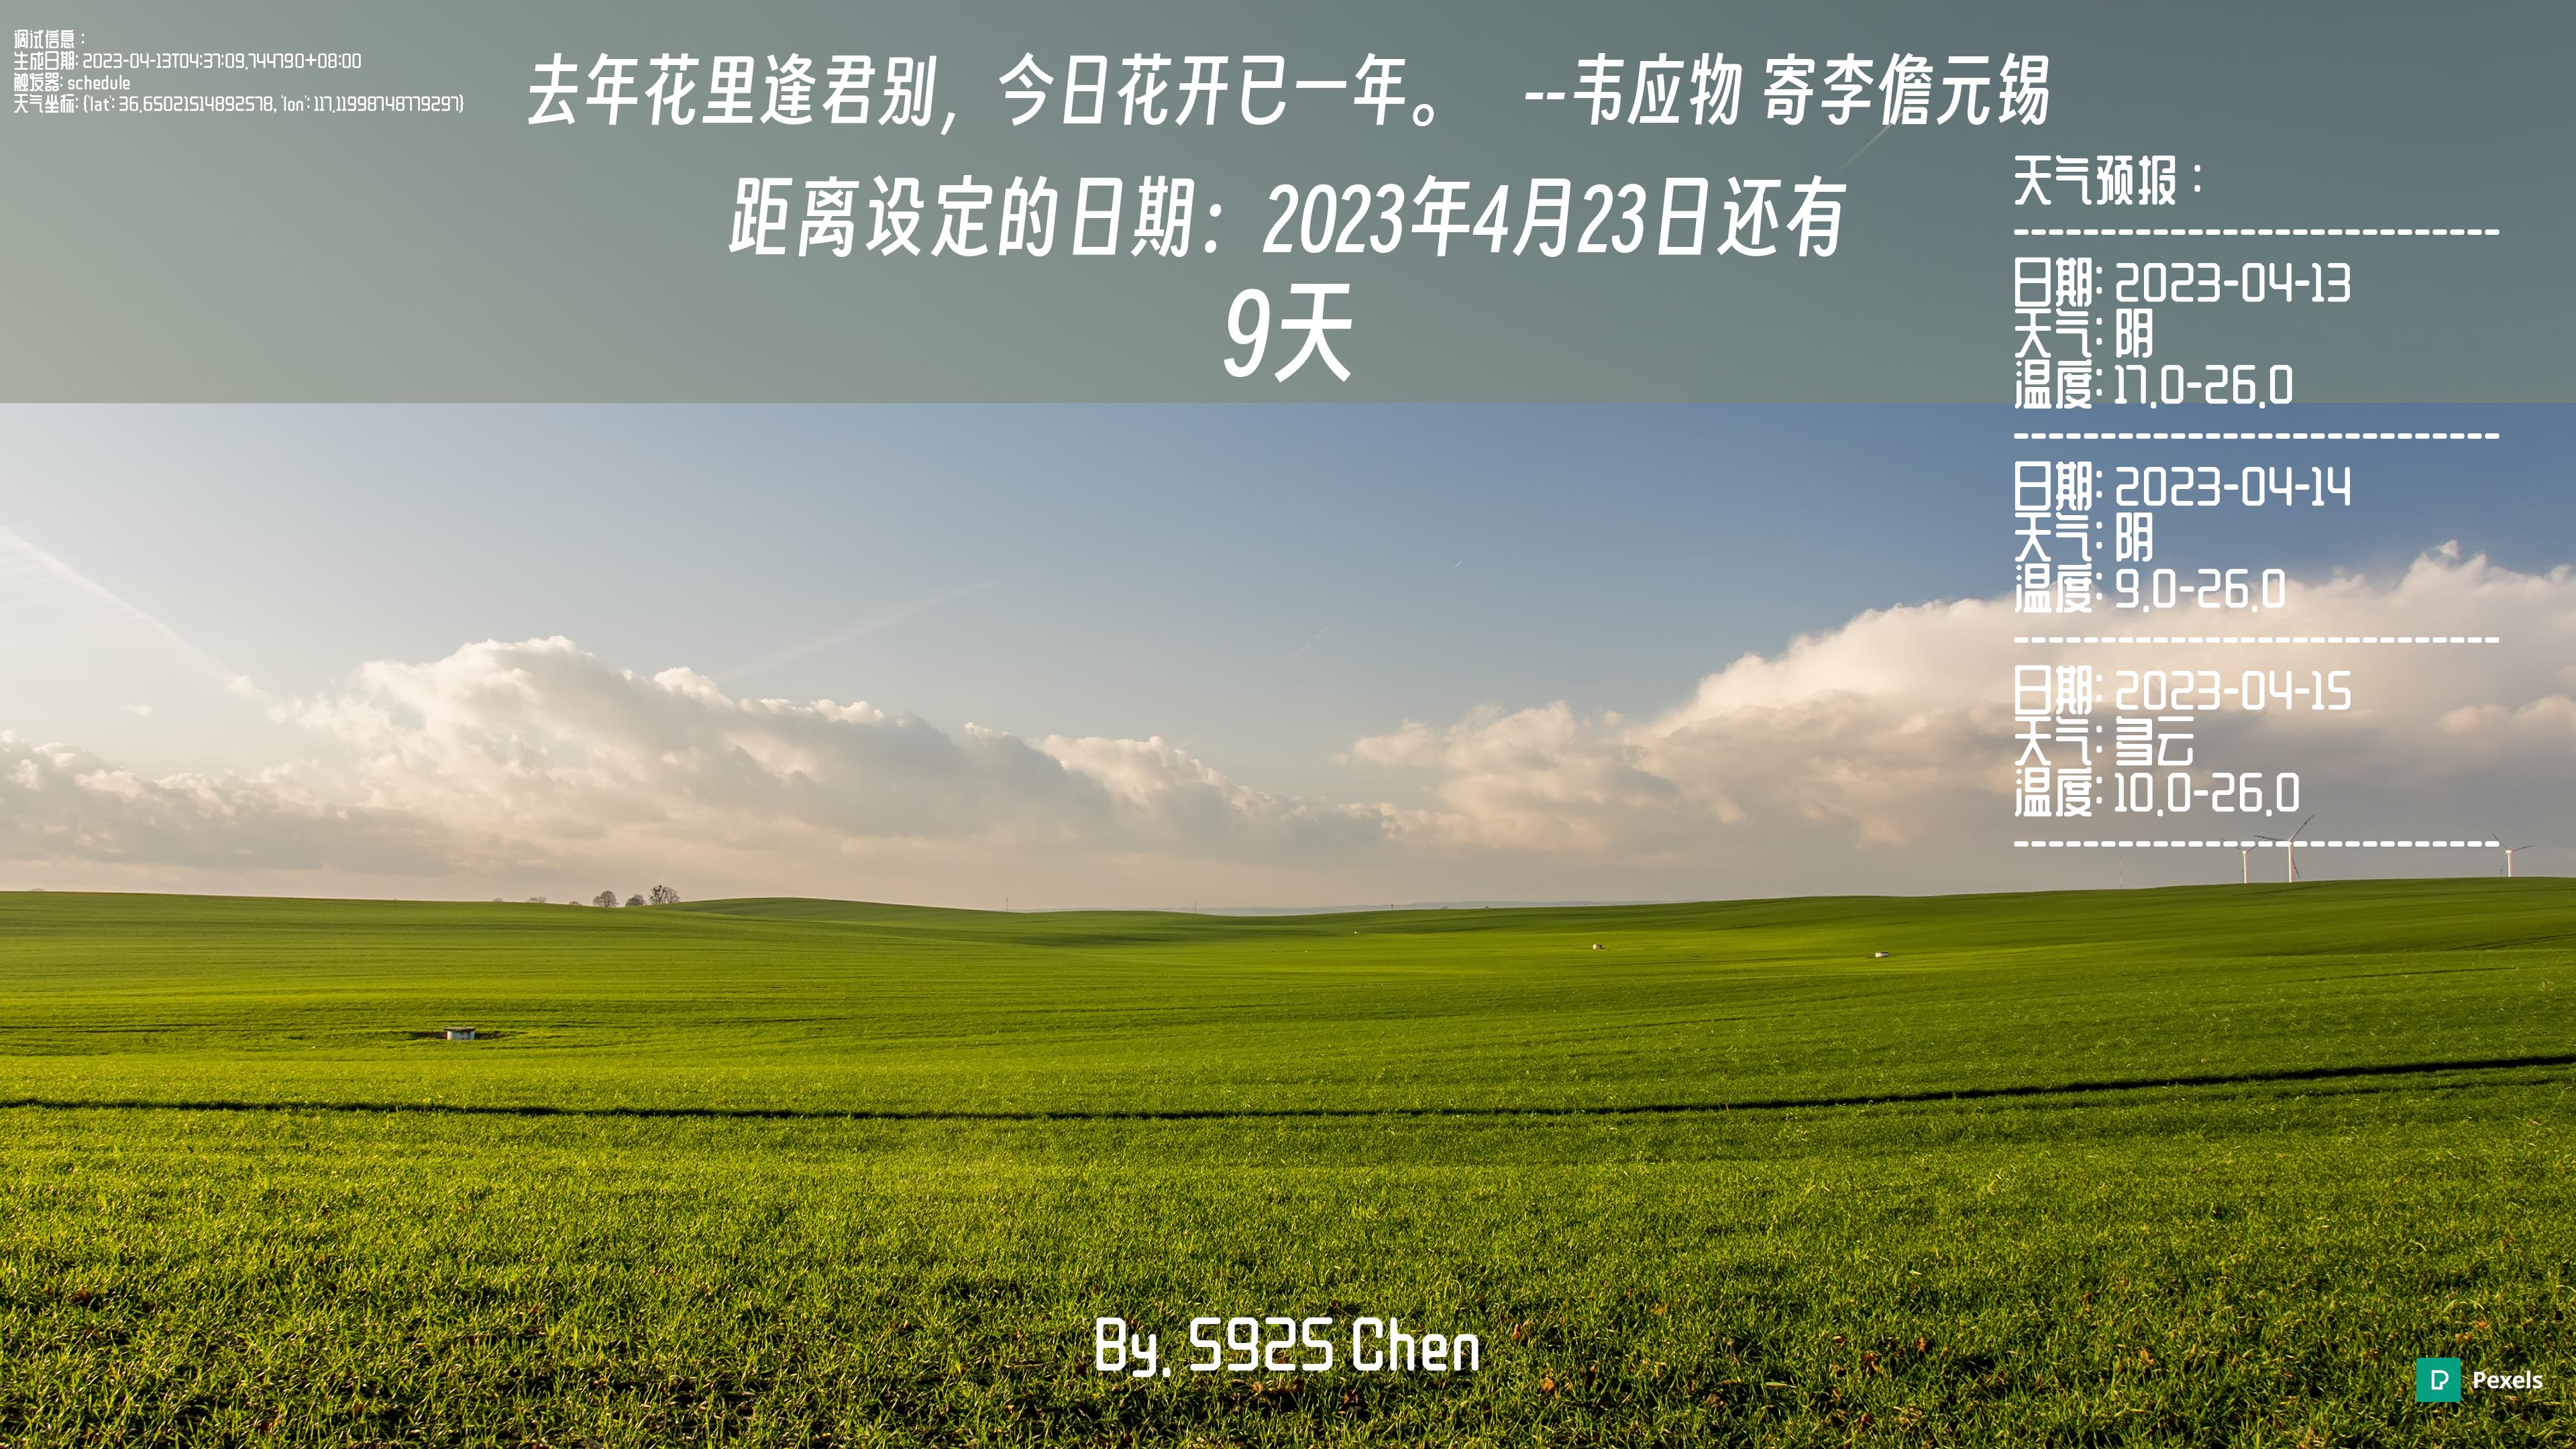 调试信息：
生成日期: 2023-04-13T04:37:09.744790+08:00
触发器: schedule
天气坐标: {'lat': 36.65021514892578, 'lon': 117.11998748779297}
去年花里逢君别，今日花开已一年。 --韦应物 寄李儋元锡
距离设定的日期：2023年4月23日还有
9天
天气预报：
----------------------------
日期: 2023-04-13
天气: 阴
温度: 17.0-26.0
----------------------------
日期: 2023-04-14
天气: 阴
温度: 9.0-26.0
----------------------------
日期: 2023-04-15
天气: 多云
温度: 10.0-26.0
----------------------------
By. S92S Chen
Pexels